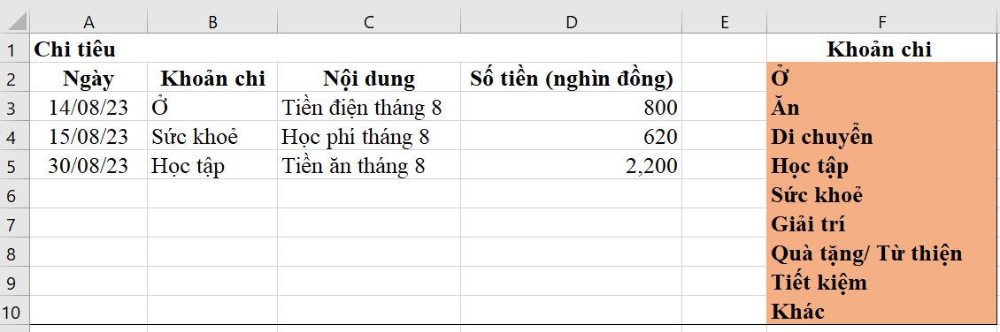 A B C D E F
1 Chi tiêu Khoản chi
2 Ngày Khoản chi Nội dung Số tiền (nghìn đồng) Ở
3 14/08/23 Ở Tiền điện tháng 8 800 Ăn
4 15/08/23 Sức khoẻ Học phí tháng 8 620 Di chuyển
5 30/08/23 Học tập Tiền ăn tháng 8 2,200 Học tập
6 Sức khoẻ
7 Giải trí
8 Quà tặng/ Từ thiện
9 Tiết kiệm
10 Khác